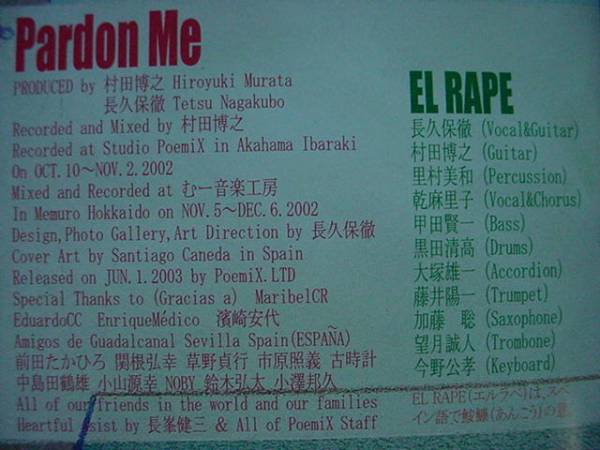 Pardon Me
PRODUCED by 村田博之 Hiroyuki Murata
長久保徹 Tetsu Nagakubo
Recorded and Mixed by 村田博之
Recorded at Studio PoemiX in Akahama Ibaraki
On OCT.10〜NOV.2.2002
Mixed and Recorded at むー音楽工房
In Memuro Hokkaido on NOV.5〜DEC.6.2002
Design,Photo Gallery,Art Direction by 長久保徹
Cover Art by Santiago Caneda in Spain
Released on JUN.1.2003 by PoemiX.LTD
Special Thanks to (Gracias a) MaribelCR
EduardoCC EnriqueMédico 濱崎安代
Amigos de Guadalcanal Sevilla Spain(ESPAÑA)
前田たかひろ 関根弘幸 草野貞行 市原照義 古時計
中島田鶴雄 小山源幸 NOBY 鈴木弘太 小澤邦久
All of our friends in the world and our families
Heartful assist by 長峯健三 & All of PoemiX Staff
EL RAPE
長久保徹 (Vocal&Guitar)
村田博之 (Guitar)
里村美和 (Percussion)
乾麻里子 (Vocal&Chorus)
甲田賢一 (Bass)
黒田清高 (Drums)
大塚雄一 (Accordion)
藤井陽一 (Trumpet)
加藤 聡 (Saxophone)
望月誠人 (Trombone)
今野公孝 (Keyboard)
EL RAPE(エルラペ)は、スペ
イン語で鮟鱇(あんこう)の意